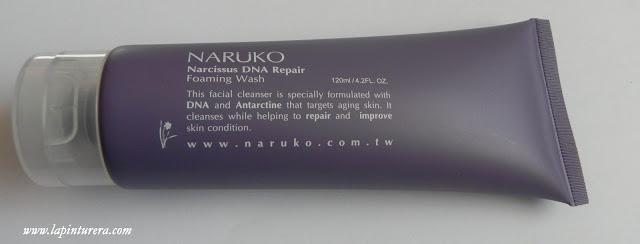 NARUKO
Narcissus DNA Repair
Foaming Wash 120ml / 4.2FL. OZ.
This facial cleanser is specially formulated with
DNA and Antarctine that targets aging skin. It
cleanses while helping to repair and improve
skin condition.
www.naruko.com.tw
www.lapinturera.com